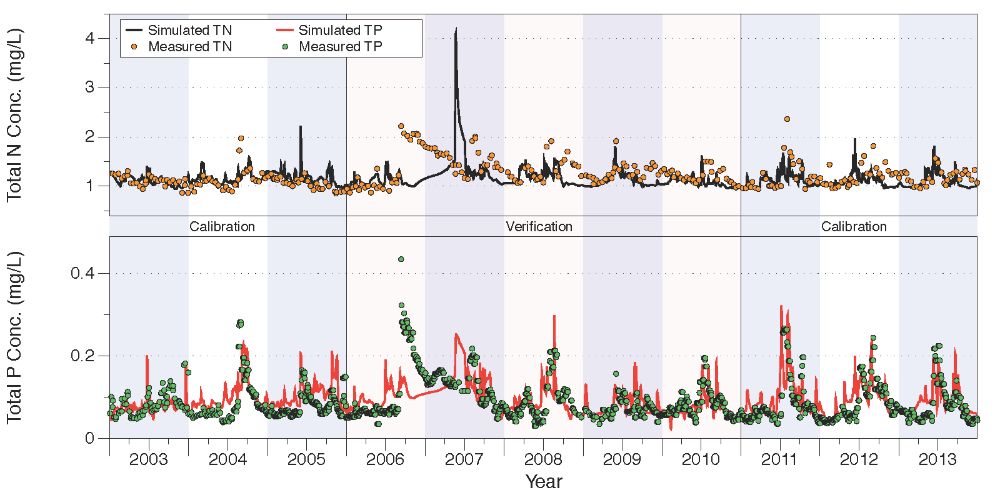 Total N Conc. (mg/L)
4
3
2
1
Simulated TN
Simulated TP
Measured TN
Measured TP
Calibration
Verification
Calibration
Total P Conc. (mg/L)
0.4
0.2
0
2003 2004 2005 2006 2007 2008 2009 2010 2011 2012 2013
Year